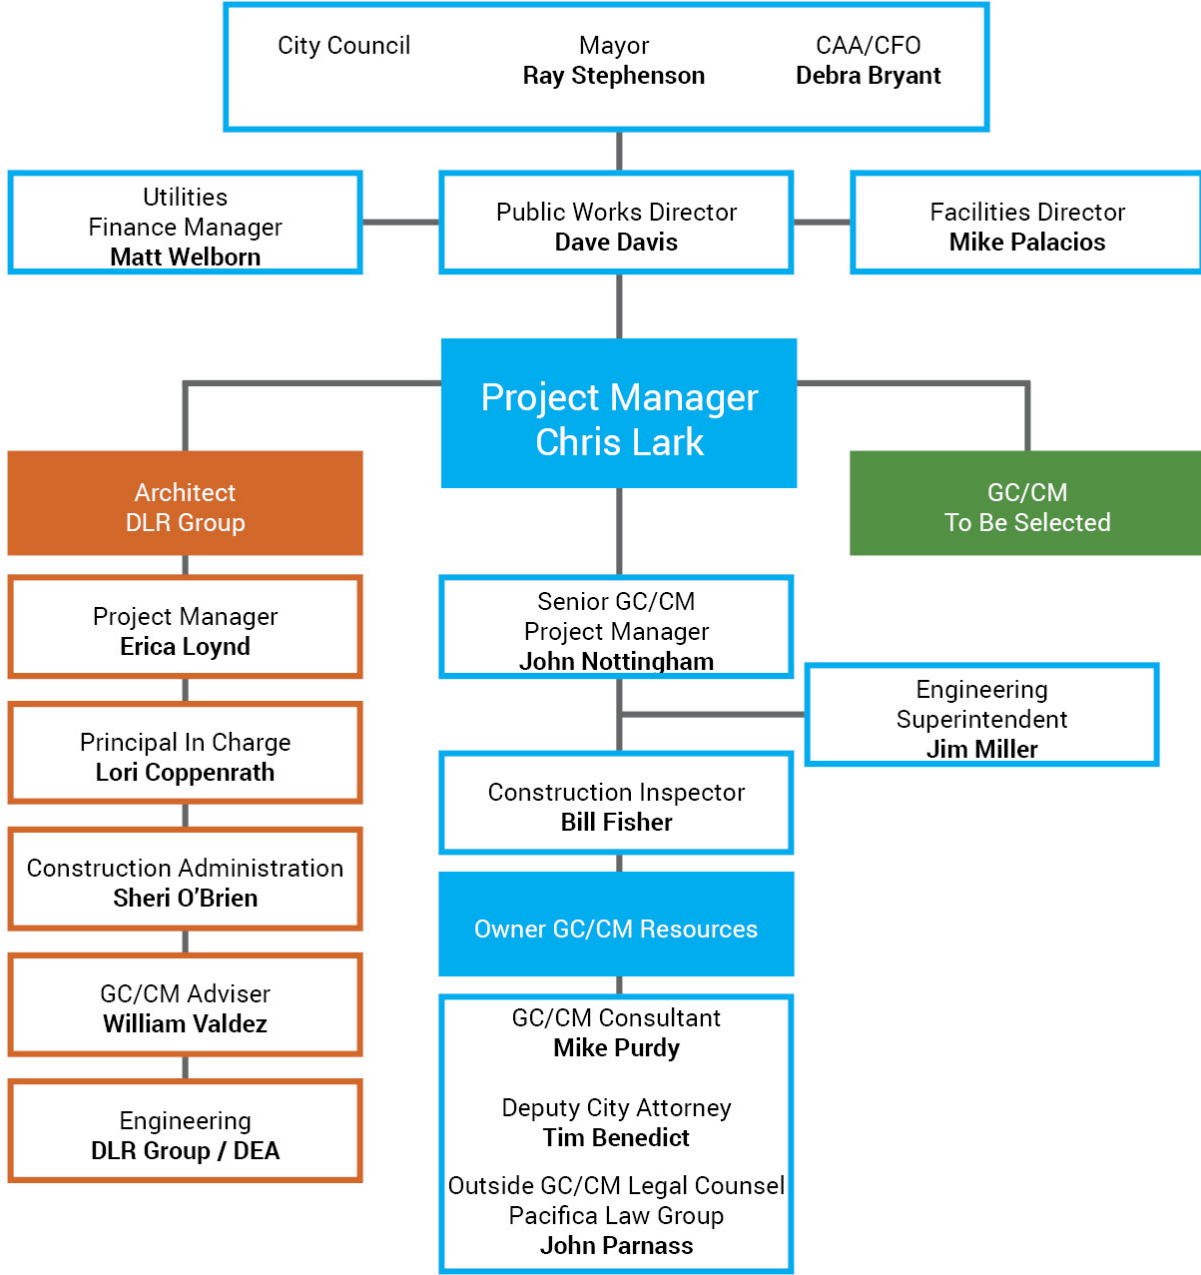 City Council
Mayor
Ray Stephenson
CAA/CFO
Debra Bryant
Utilities
Finance Manager
Matt Welborn
Public Works Director
Dave Davis
Facilities Director
Mike Palacios
Project Manager
Chris Lark
Architect
DLR Group
GC/CM
To Be Selected
Project Manager
Erica Loynd
Principal In Charge
Lori Coppenrath
Construction Administration
Sheri O’Brien
GC/CM Adviser
William Valdez
Engineering
DLR Group / DEA
Senior GC/CM
Project Manager
John Nottingham
Engineering
Superintendent
Jim Miller
Construction Inspector
Bill Fisher
Owner GC/CM Resources
GC/CM Consultant
Mike Purdy
Deputy City Attorney
Tim Benedict
Outside GC/CM Legal Counsel
Pacifica Law Group
John Parnass